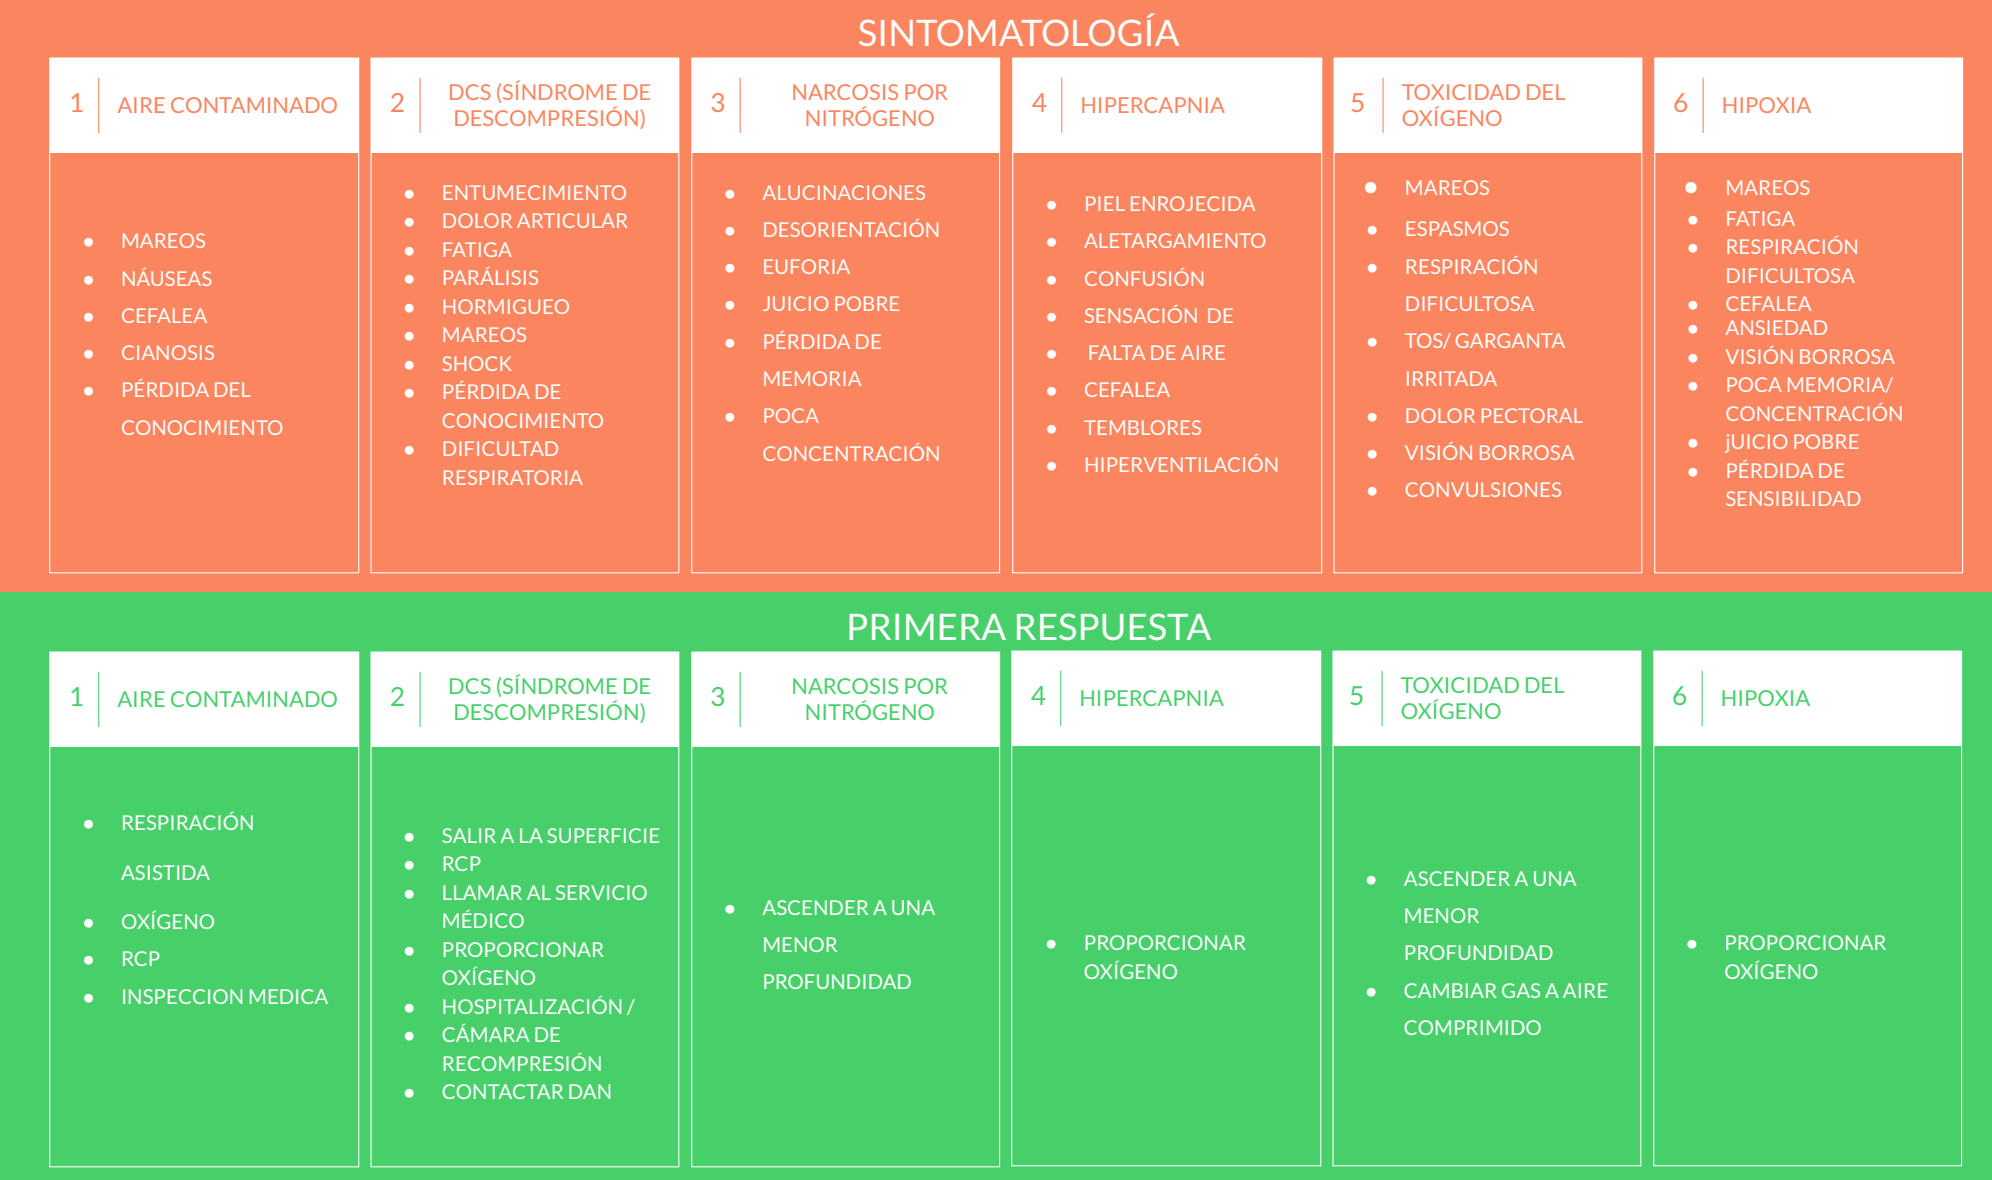 SINTOMATOLOGÍA
1
AIRE CONTAMINADO
● MAREOS
● NÁUSEAS
● CEFALEA
● CIANOSIS
● PÉRDIDA DEL
CONOCIMIENTO
2
DCS (SÍNDROME DE
DESCOMPRESIÓN)
● ENTUMECIMIENTO
● DOLOR ARTICULAR
● FATIGA
● PARÁLISIS
● HORMIGUEO
● MAREOS
● SHOCK
● PÉRDIDA DE
CONOCIMIENTO
● DIFICULTAD
RESPIRATORIA
3
NARCOSIS POR
NITRÓGENO
● ALUCINACIONES
● DESORIENTACIÓN
● EUFORIA
● JUICIO POBRE
● PÉRDIDA DE
MEMORIA
● POCA
CONCENTRACIÓN
4
HIPERCAPNIA
● PIEL ENROJECIDA
● ALETARGAMIENTO
● CONFUSIÓN
● SENSACIÓN DE
● FALTA DE AIRE
● CEFALEA
● TEMBLORES
● HIPERVENTILACIÓN
5
TOXICIDAD DEL
OXÍGENO
● MAREOS
● ESPASMOS
● RESPIRACIÓN
DIFICULTOSA
● TOS/ GARGANTA
IRRITADA
● DOLOR PECTORAL
● VISIÓN BORROSA
● CONVULSIONES
6
HIPOXIA
● MAREOS
● FATIGA
● RESPIRACIÓN
DIFICULTOSA
● CEFALEA
● ANSIEDAD
● VISIÓN BORROSA
● POCA MEMORIA/
CONCENTRACIÓN
● jUICIO POBRE
● PÉRDIDA DE
SENSIBILIDAD
PRIMERA RESPUESTA
1
AIRE CONTAMINADO
● RESPIRACIÓN
ASISTIDA
● OXÍGENO
● RCP
● INSPECCION MEDICA
2
DCS (SÍNDROME DE
DESCOMPRESIÓN)
● SALIR A LA SUPERFICIE
● RCP
● LLAMAR AL SERVICIO
MÉDICO
● PROPORCIONAR
OXÍGENO
● HOSPITALIZACIÓN /
● CÁMARA DE
RECOMPRESIÓN
● CONTACTAR DAN
3
NARCOSIS POR
NITRÓGENO
● ASCENDER A UNA
MENOR
PROFUNDIDAD
4
HIPERCAPNIA
● PROPORCIONAR
OXÍGENO
5
TOXICIDAD DEL
OXÍGENO
● ASCENDER A UNA
MENOR
PROFUNDIDAD
● CAMBIAR GAS A AIRE
COMPRIMIDO
6
HIPOXIA
● PROPORCIONAR
OXÍGENO